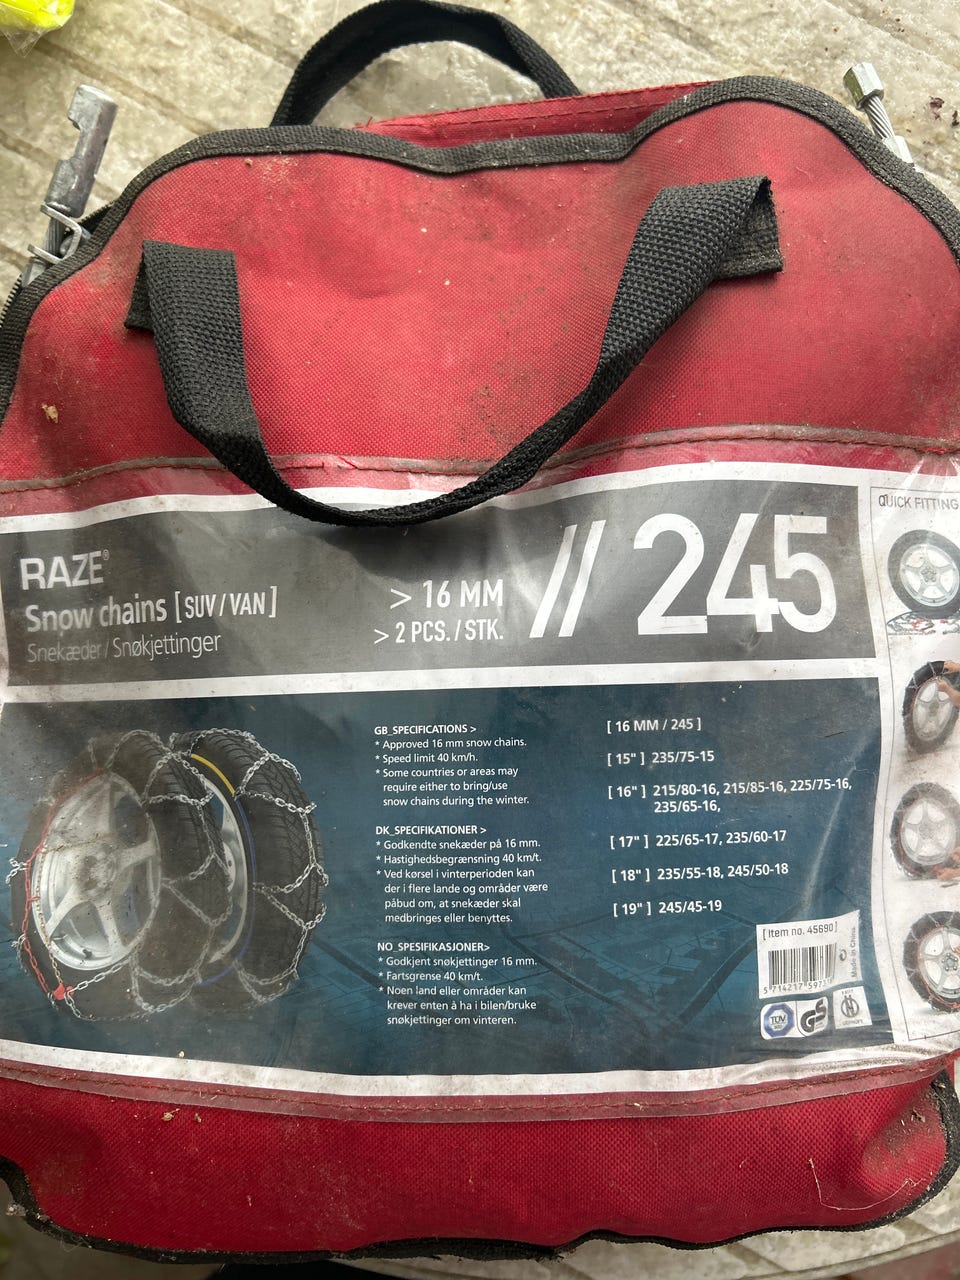 QUICK FITTING
RAZE®
Snow chains [ SUV / VAN ]
Snekæder / Snøkjettinger
> 16 MM
> 2 PCS. / STK.
// 245
GB_SPECIFICATIONS >
* Approved 16 mm snow chains.
* Speed limit 40 km/h.
* Some countries or areas may
require either to bring/use
snow chains during the winter.
DK_SPECIFIKATIONER >
* Godkendte snekæder på 16 mm.
* Hastighedsbegrænsning 40 km/t.
* Ved kørsel i vinterperioden kan
der i flere lande og områder være
påbud om, at snekæder skal
medbringes eller benyttes.
NO_SPESIFIKASJONER>
* Godkjent snøkjettinger 16 mm.
* Fartsgrense 40 km/t.
* Noen land eller områder kan
krever enten å ha i bilen/bruke
snøkjettinger om vinteren.
[ 16 MM / 245 ]
[ 15" ] 235/75-15
[ 16" ] 215/80-16, 215/85-16, 225/75-16,
235/65-16,
[ 17" ] 225/65-17, 235/60-17
[ 18" ] 235/55-18, 245/50-18
[ 19" ] 245/45-19
[ Item no. 45690 ]
Made in China
TÜV
GS